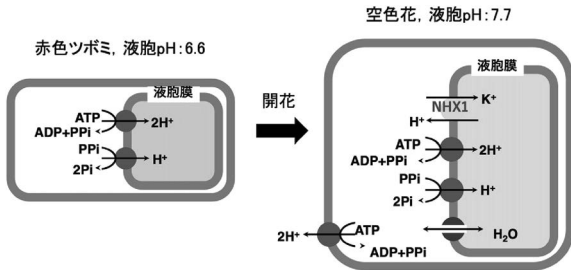 赤色ツボミ, 液胞pH:6.6
液胞膜
ATP
ADP+PPi
2H⁺
PPi
2Pi
H⁺
開花
空色花, 液胞pH:7.7
液胞膜
K⁺
NHX1
H⁺
ATP
ADP+PPi
2H⁺
PPi
2Pi
H⁺
H₂O
2H⁺
ATP
ADP+PPi